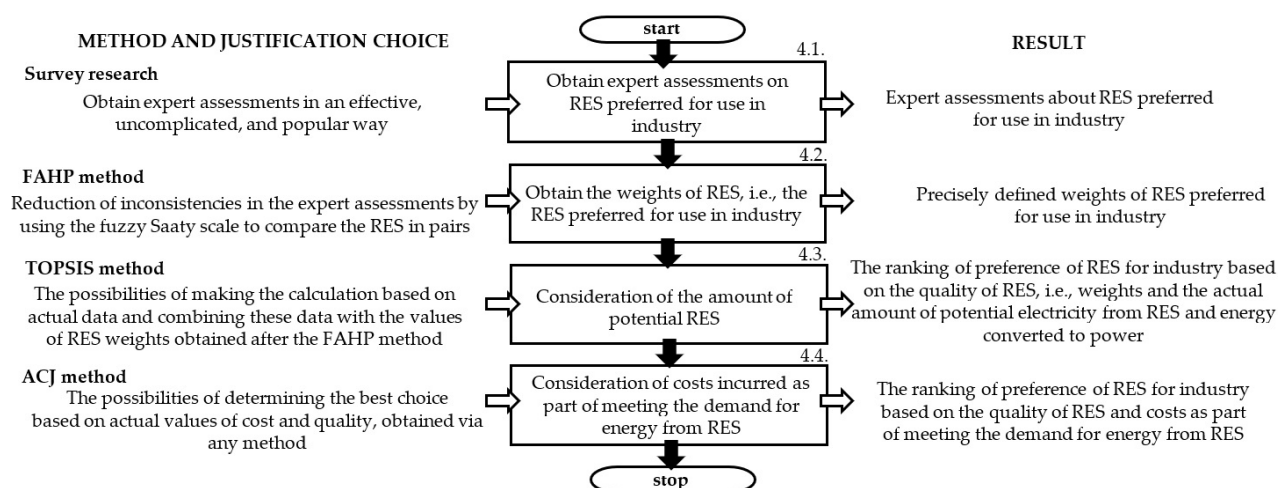 start
METHOD AND JUSTIFICATION CHOICE
RESULT
4.1.
Survey research
Obtain expert assessments in an effective,
uncomplicated, and popular way
Obtain expert assessments on
RES preferred for use in
industry
Expert assessments about RES preferred
for use in industry
4.2.
FAHP method
Reduction of inconsistencies in the expert assessments by
using the fuzzy Saaty scale to compare the RES in pairs
Obtain the weights of RES, i.e., the
RES preferred for use in industry
Precisely defined weights of RES preferred
for use in industry
4.3.
TOPSIS method
The possibilities of making the calculation based on
actual data and combining these data with the values
of RES weights obtained after the FAHP method
Consideration of the amount of
potential RES
The ranking of preference of RES for industry based
on the quality of RES, i.e., weights and the actual
amount of potential electricity from RES and energy
converted to power
4.4.
ACJ method
The possibilities of determining the best choice
based on actual values of cost and quality, obtained via
any method
Consideration of costs incurred as
part of meeting the demand for
energy from RES
The ranking of preference of RES for industry
based on the quality of RES and costs as part
of meeting the demand for energy from RES
stop